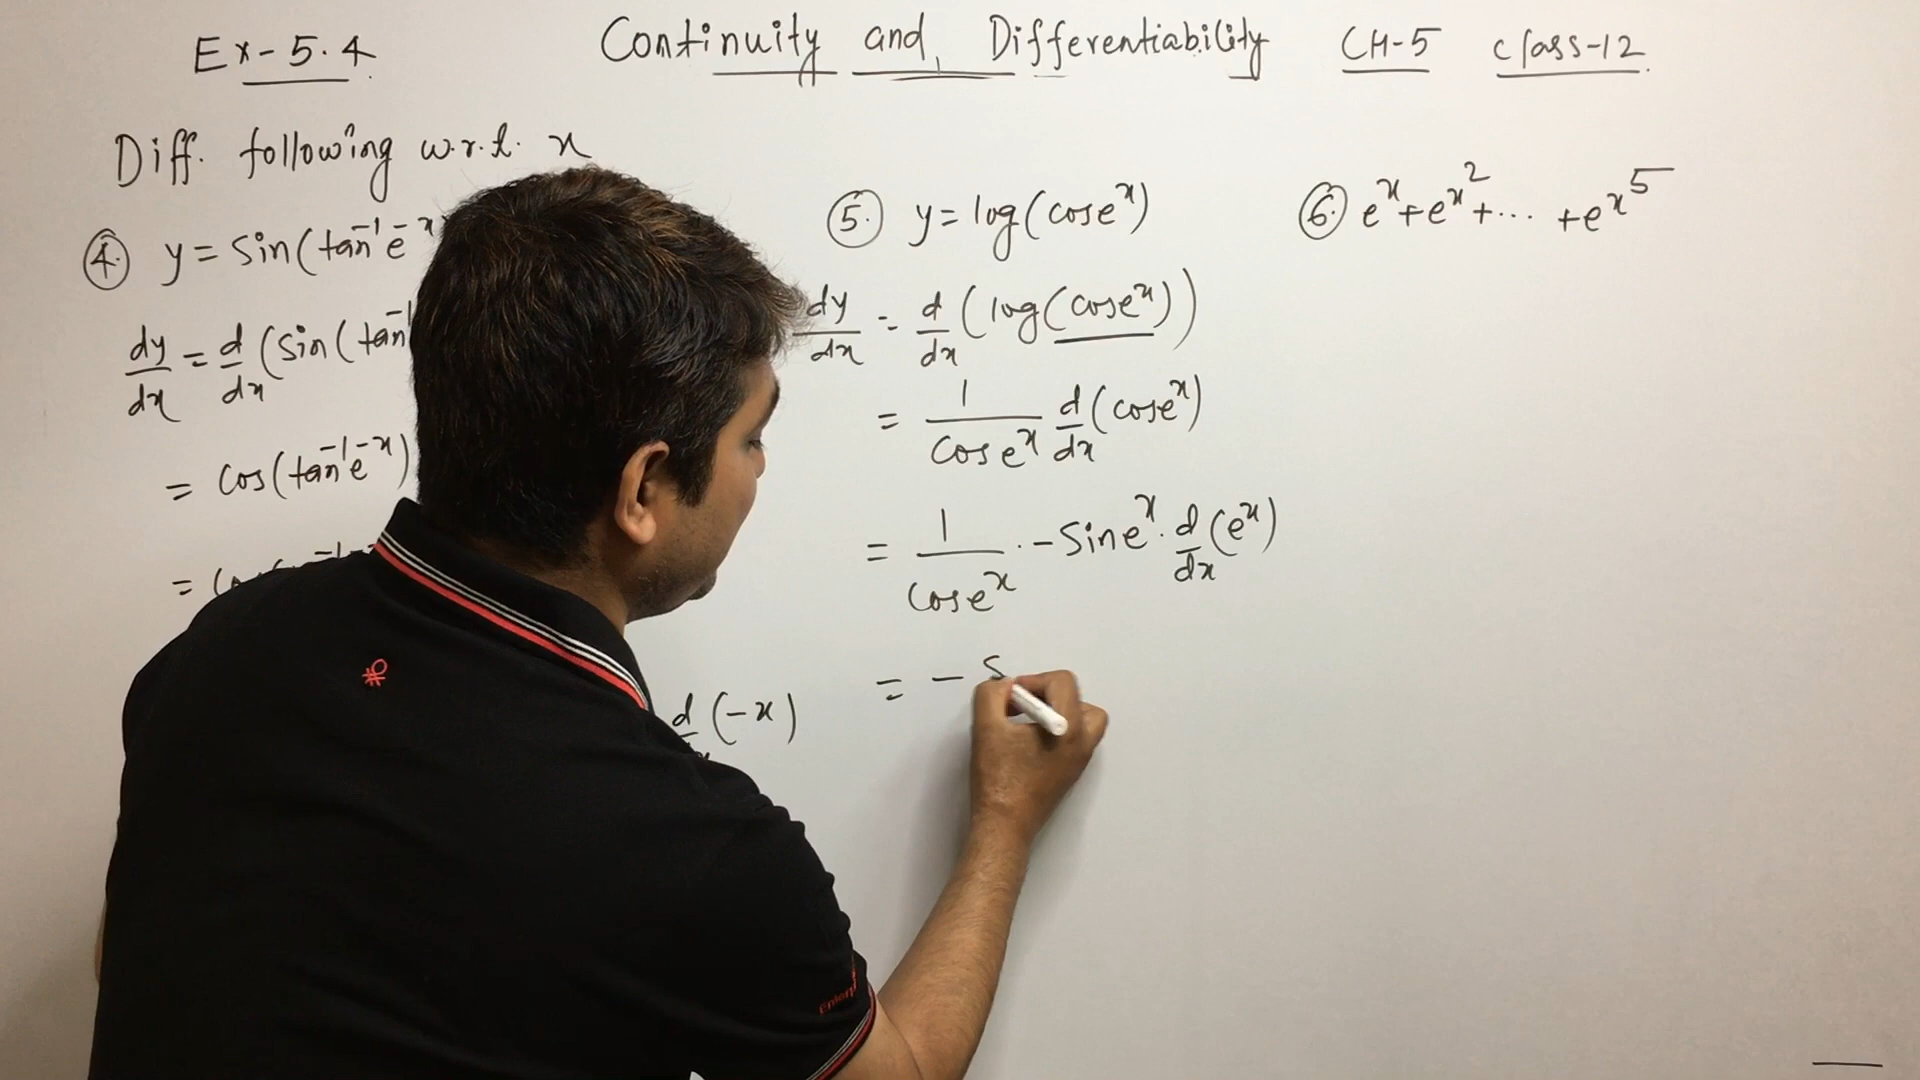 Ex-5.4
Continuity and Differentiability CH-5 Class-12
Diff. following w.r.t. x
④ y = Sin(tan⁻¹e⁻ˣ
dy/dx = d/dx (Sin(tan⁻¹
= Cos(tan⁻¹e⁻ˣ)
d/dx (-x)
⑤ y = log(cos eˣ)
dy/dx = d/dx (log(cos eˣ))
= 1/Cos eˣ d/dx (cos eˣ)
= 1/Cos eˣ . -Sin eˣ . d/dx (eˣ)
= - S
⑥ eˣ + eˣ² + ... + eˣ⁵